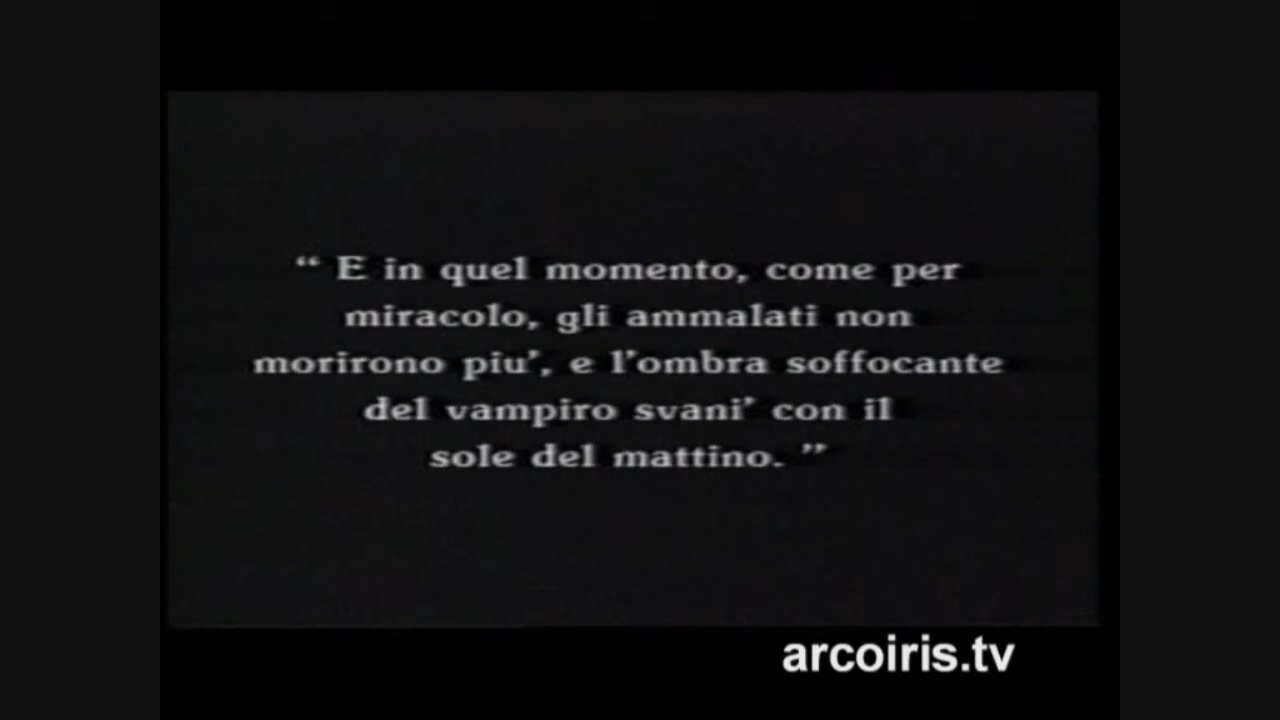 “ E in quel momento, come per
miracolo, gli ammalati non
morirono piu’, e l’ombra soffocante
del vampiro svani’ con il
sole del mattino. ”
arcoiris.tv